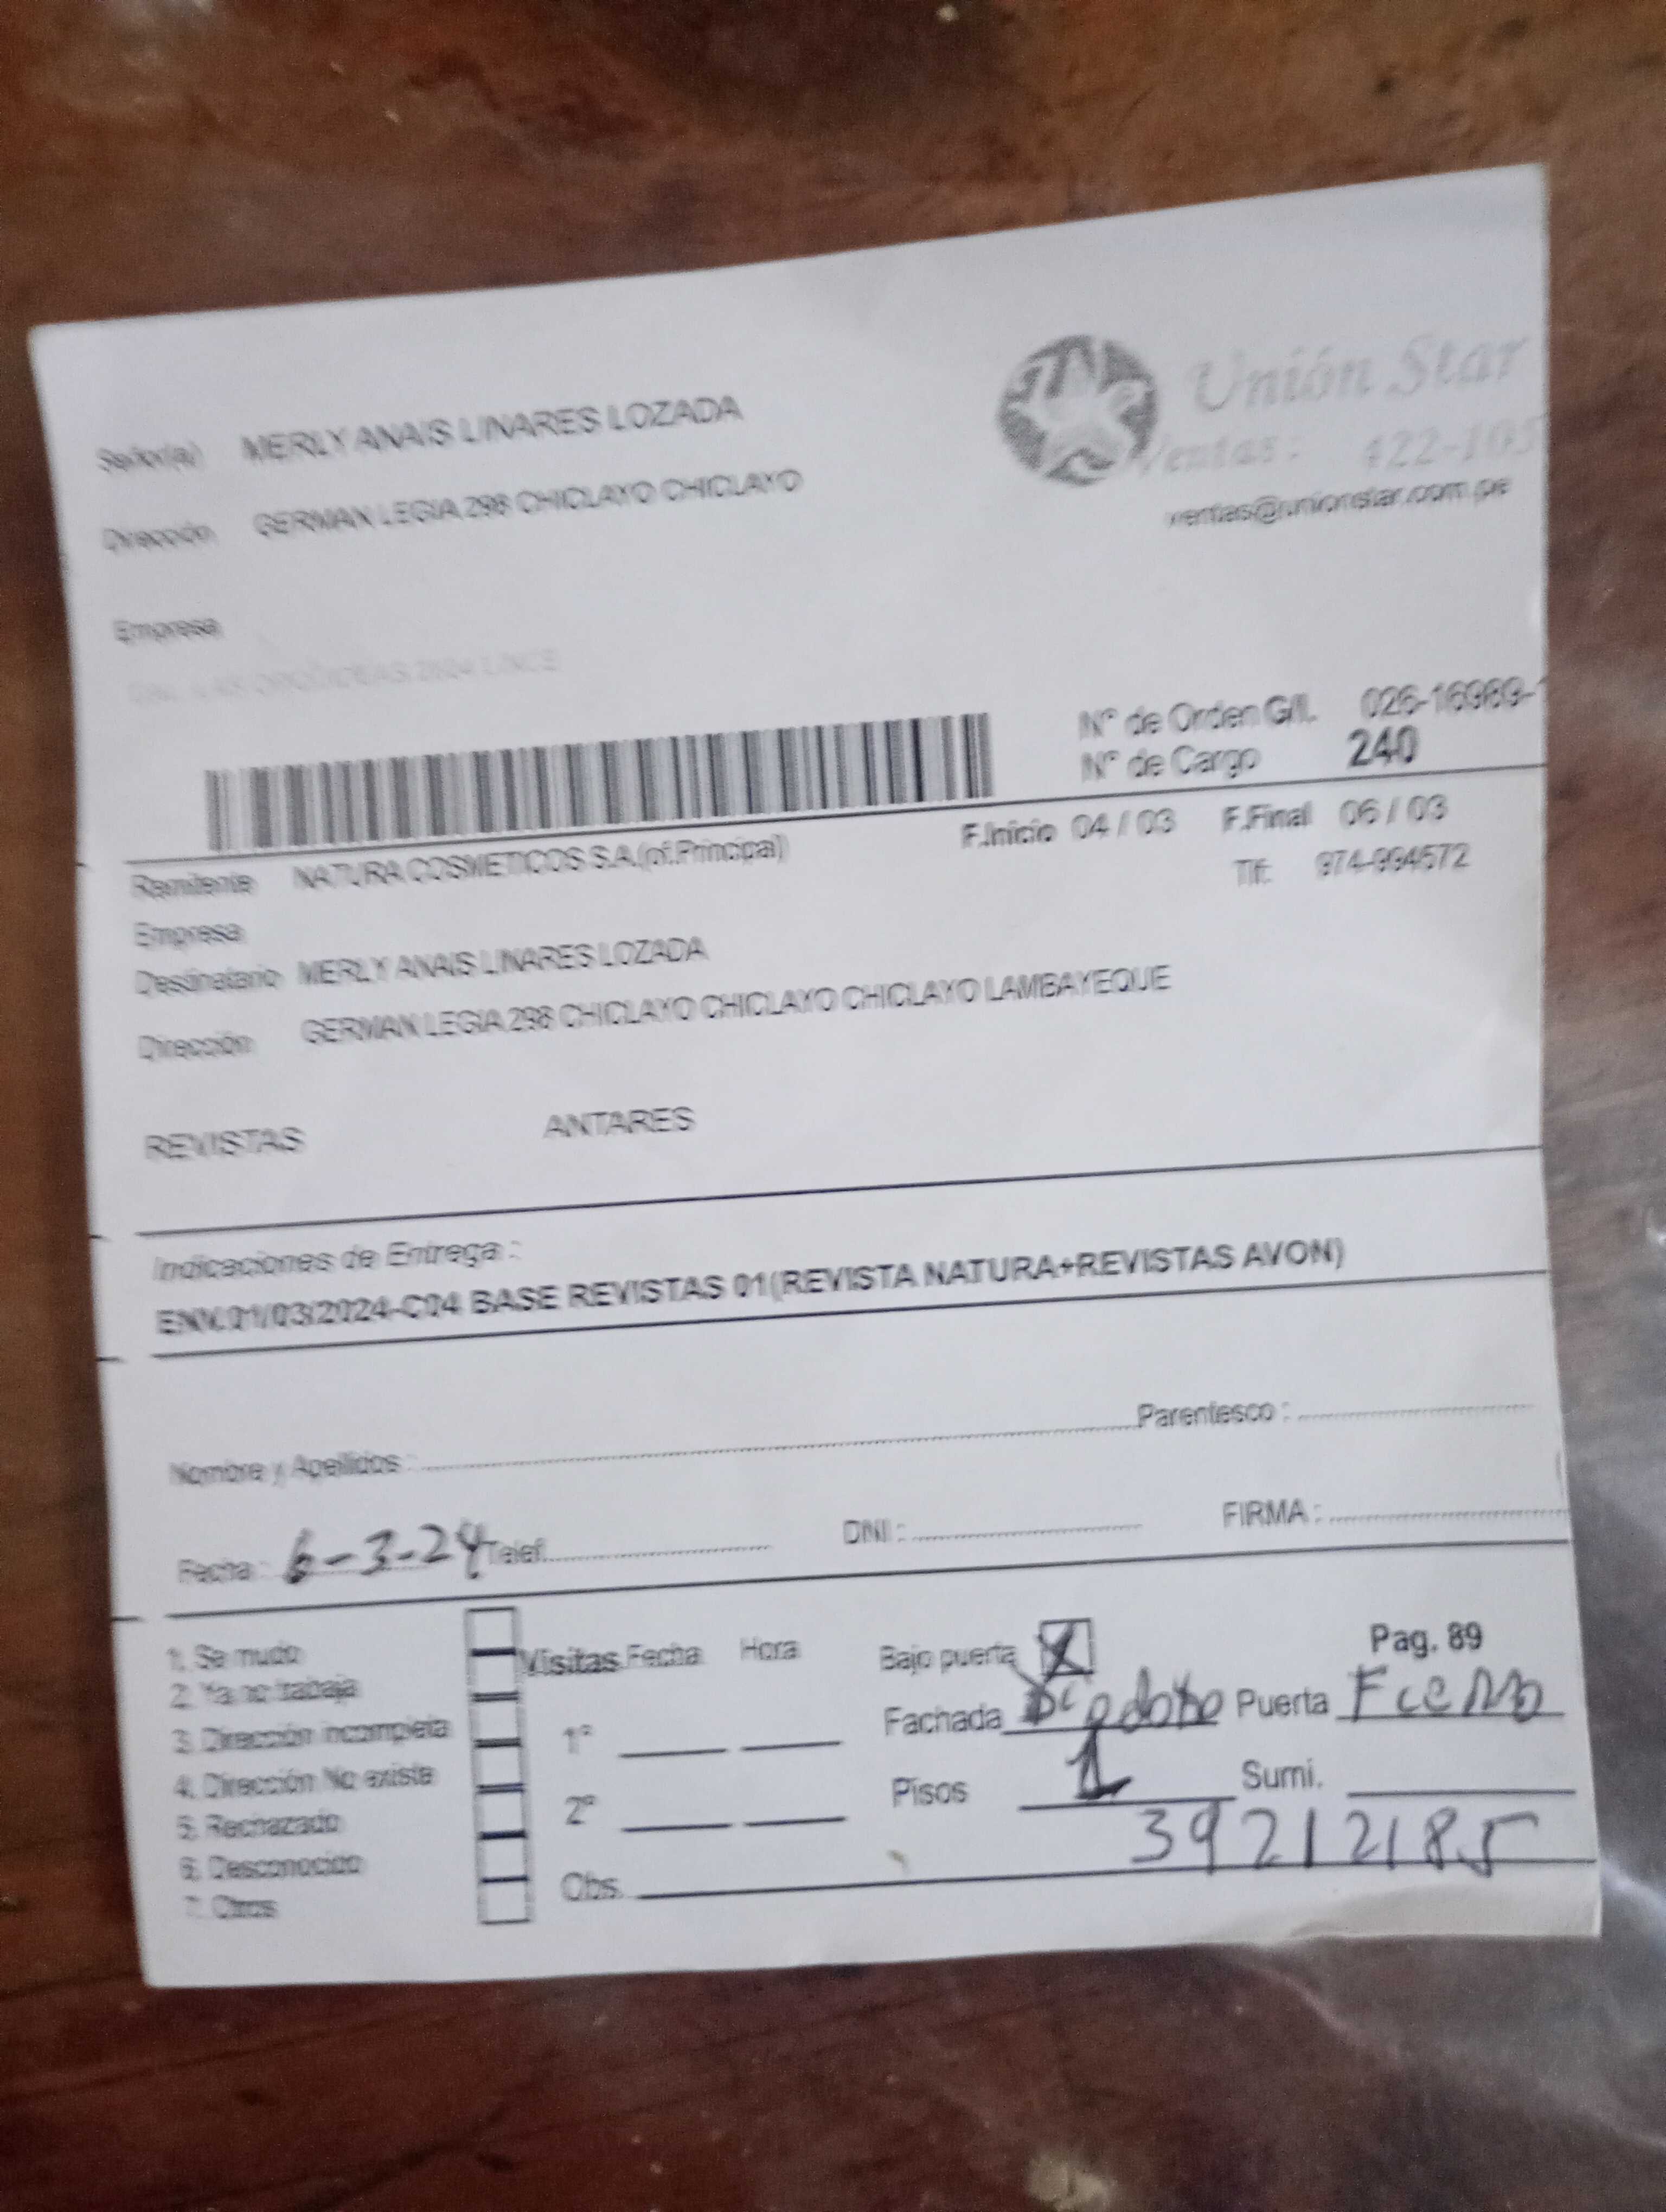 Unión Star
Señor(a) MERLY ANAIS LINARES LOZADA
Ventas: 422-105
Dirección GERMAN LEGIA 298 CHICLAYO CHICLAYO
ventas@unionstar.com.pe
Empresa
2604 LINCE
N° de Orden G/L. 026-16989-1
N° de Cargo 240
Remitente NATURA COSMETICOS S.A.(of.Principal) F.Inicio 04 / 03 F.Final 06 / 03
Tlf: 974-994572
Empresa
Destinatario MERLY ANAIS LINARES LOZADA
Dirección GERMAN LEGIA 298 CHICLAYO CHICLAYO CHICLAYO LAMBAYEQUE
REVISTAS ANTARES
Indicaciones de Entrega :
ENV.01/03/2024-C04 BASE REVISTAS 01(REVISTA NATURA+REVISTAS AVON)
Nombre y Apellidos : Parentesco :
Fecha : 6-3-24 Telef. DNI : FIRMA :
1. Se mudo Visitas Fecha Hora Bajo puerta X Pag. 89
2. Ya no trabaja
3. Dirección incompleta 1ª Fachada Puerta Fierro
4. Dirección No existe Pisos 1 Sumi.
5. Rechazado 2ª 39212185
6. Desconocido
7. Otros Obs.